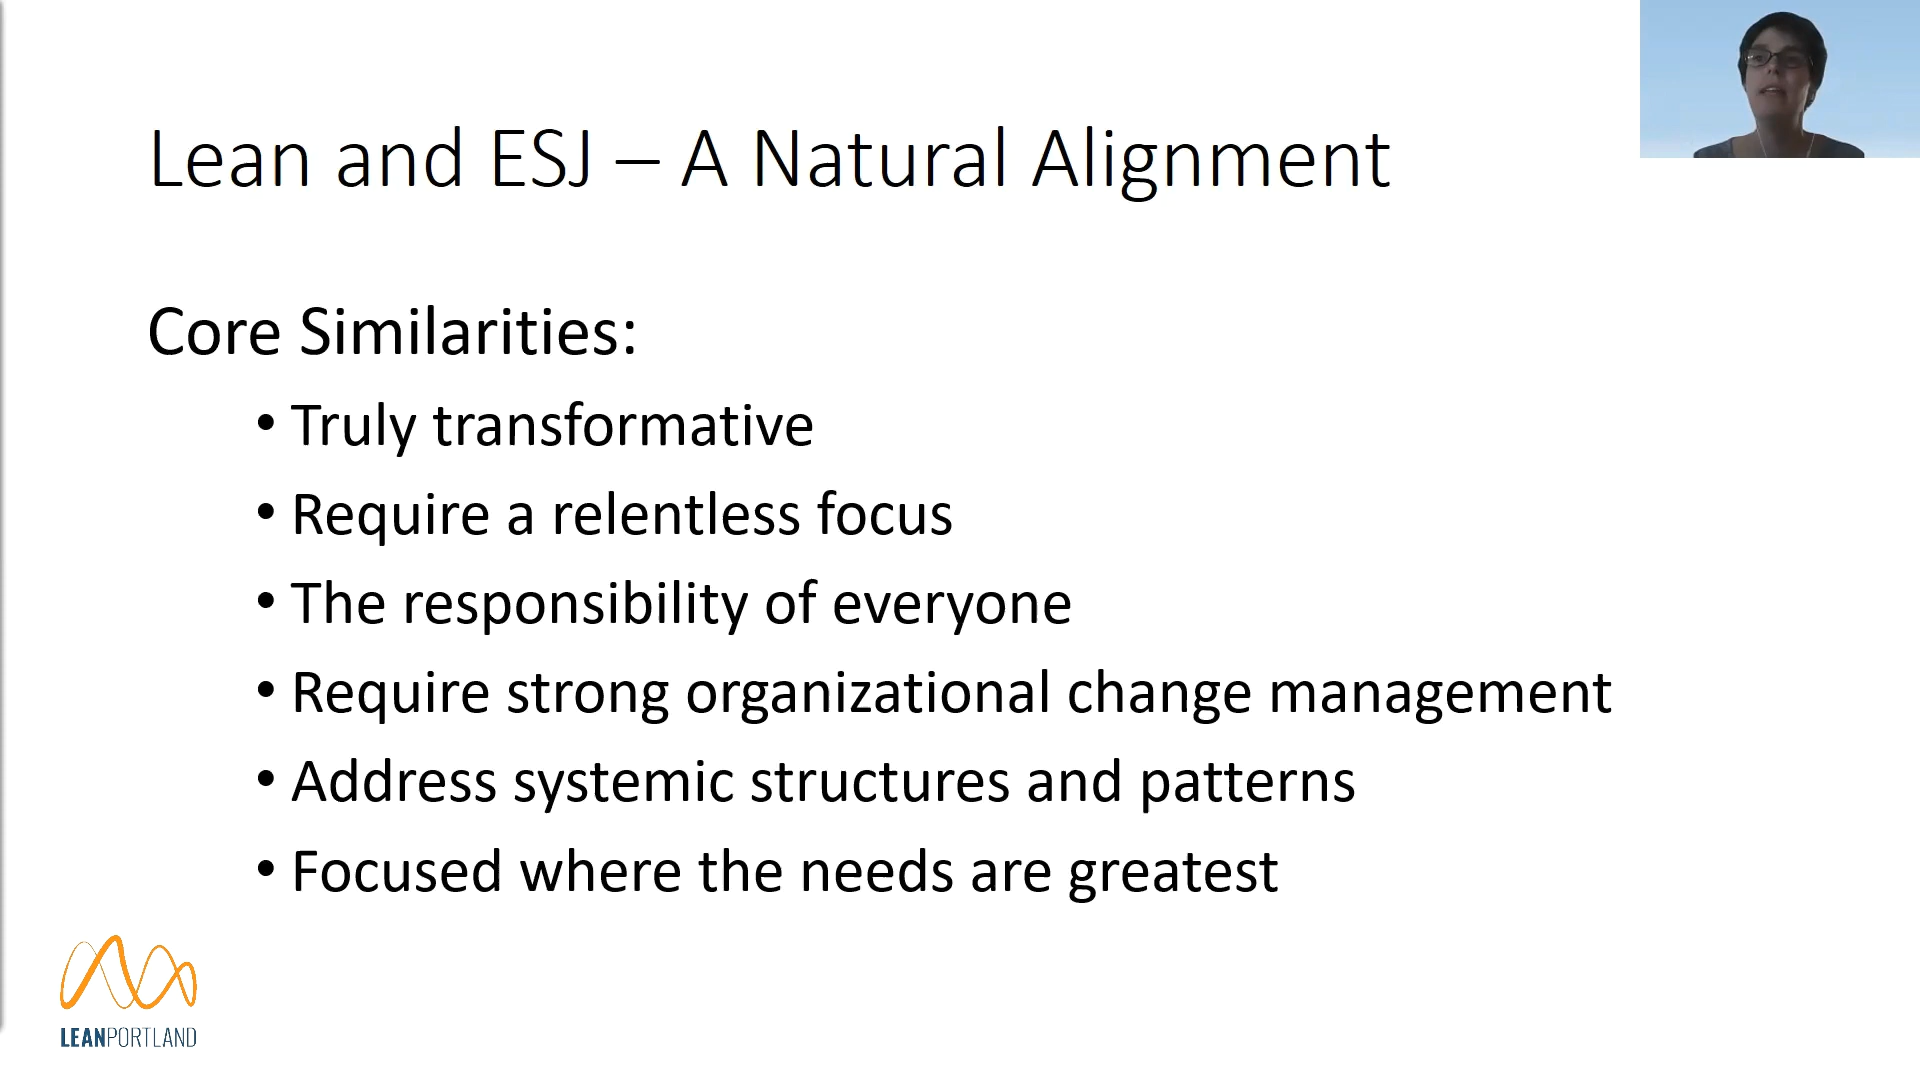 Lean and ESJ – A Natural Alignment
Core Similarities:
• Truly transformative
• Require a relentless focus
• The responsibility of everyone
• Require strong organizational change management
• Address systemic structures and patterns
• Focused where the needs are greatest
LEANPORTLAND